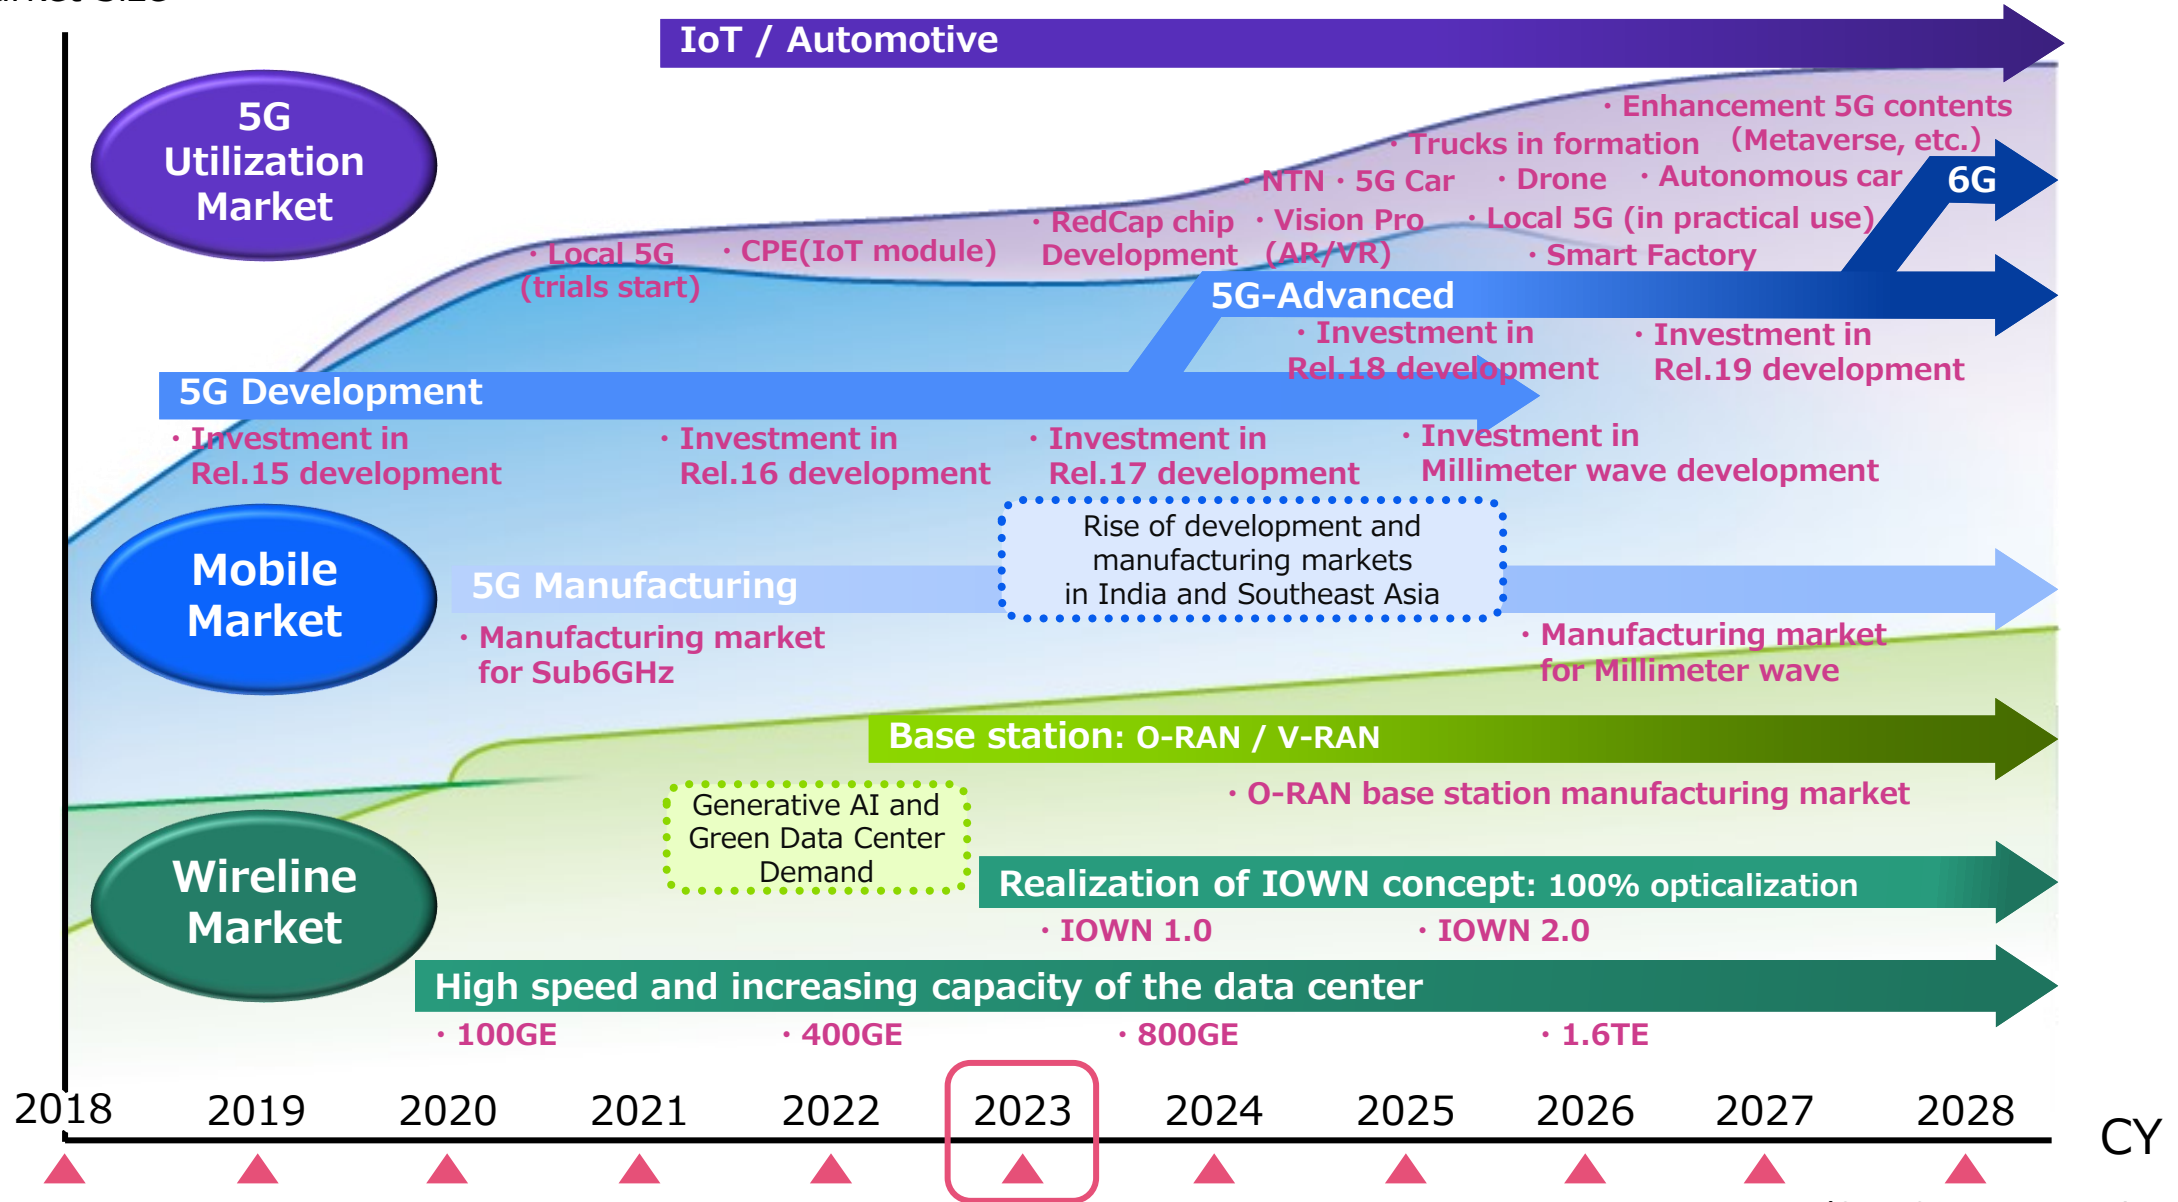 IoT / Automotive
5G
Utilization
Market
・Enhancement 5G contents
(Metaverse, etc.)
・Trucks in formation
・NTN ・5G Car ・Drone ・Autonomous car
6G
・RedCap chip
Development
・Vision Pro
(AR/VR)
・Local 5G (in practical use)
・Smart Factory
・Local 5G
(trials start)
・CPE(IoT module)
5G-Advanced
・Investment in
Rel.18 development
・Investment in
Rel.19 development
5G Development
・Investment in
Rel.15 development
・Investment in
Rel.16 development
・Investment in
Rel.17 development
・Investment in
Millimeter wave development
Mobile
Market
Rise of development and
manufacturing markets
in India and Southeast Asia
5G Manufacturing
・Manufacturing market
for Sub6GHz
・Manufacturing market
for Millimeter wave
Base station: O-RAN / V-RAN
・O-RAN base station manufacturing market
Generative AI and
Green Data Center
Demand
Wireline
Market
Realization of IOWN concept: 100% opticalization
・IOWN 1.0 ・IOWN 2.0
High speed and increasing capacity of the data center
・100GE ・400GE ・800GE ・1.6TE
2018 2019 2020 2021 2022 2023 2024 2025 2026 2027 2028
CY